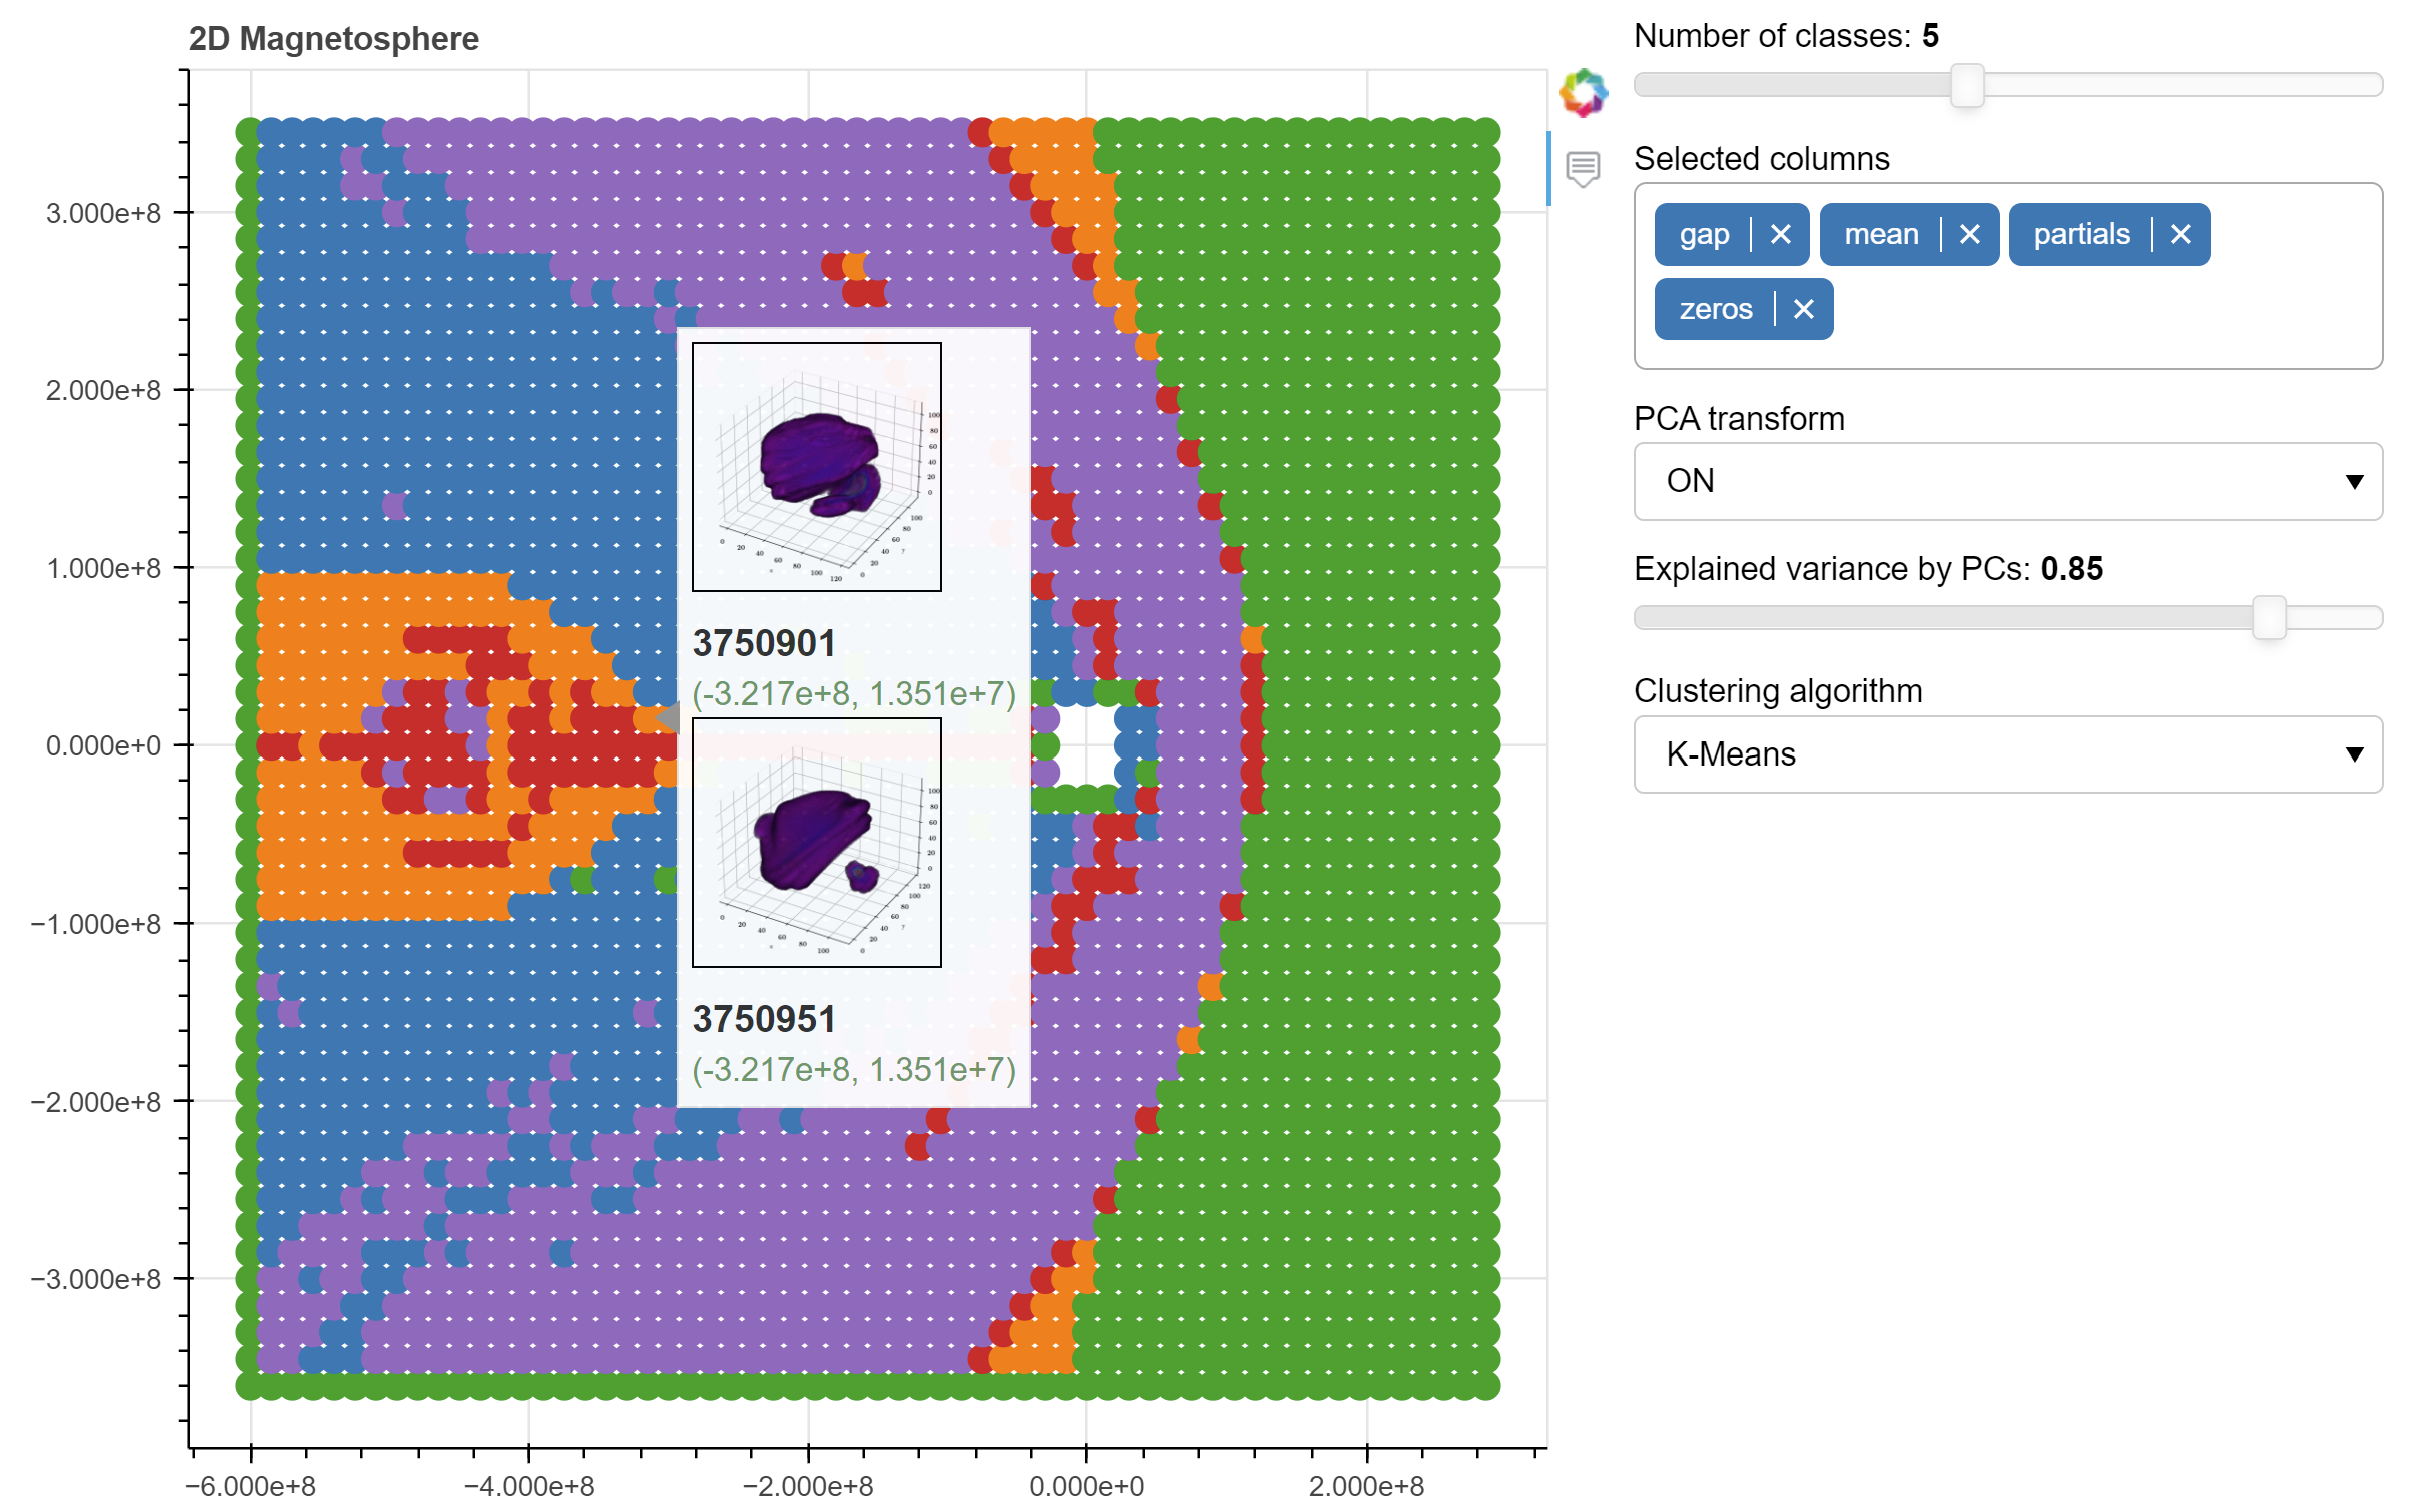 2D Magnetosphere
3.000e+8
2.000e+8
1.000e+8
0.000e+0
−1.000e+8
−2.000e+8
−3.000e+8
−6.000e+8
−4.000e+8
−2.000e+8
0.000e+0
2.000e+8
3750901
(-3.217e+8, 1.351e+7)
3750951
(-3.217e+8, 1.351e+7)
Number of classes: 5
Selected columns
gap × mean × partials ×
zeros ×
PCA transform
ON
Explained variance by PCs: 0.85
Clustering algorithm
K-Means